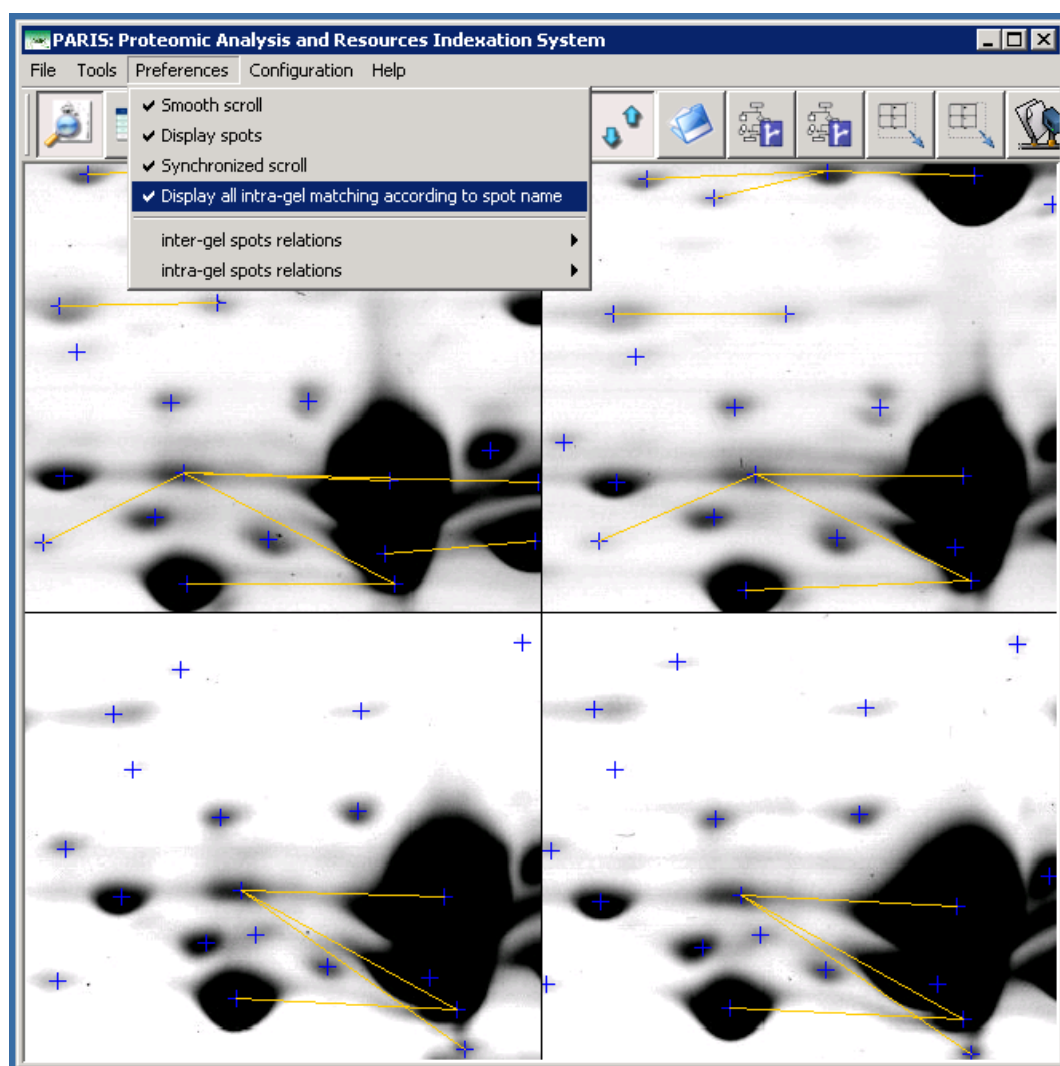 PARIS: Proteomic Analysis and Resources Indexation System
File Tools Preferences Configuration Help
Smooth scroll
Display spots
Synchronized scroll
Display all intra-gel matching according to spot name
inter-gel spots relations
intra-gel spots relations